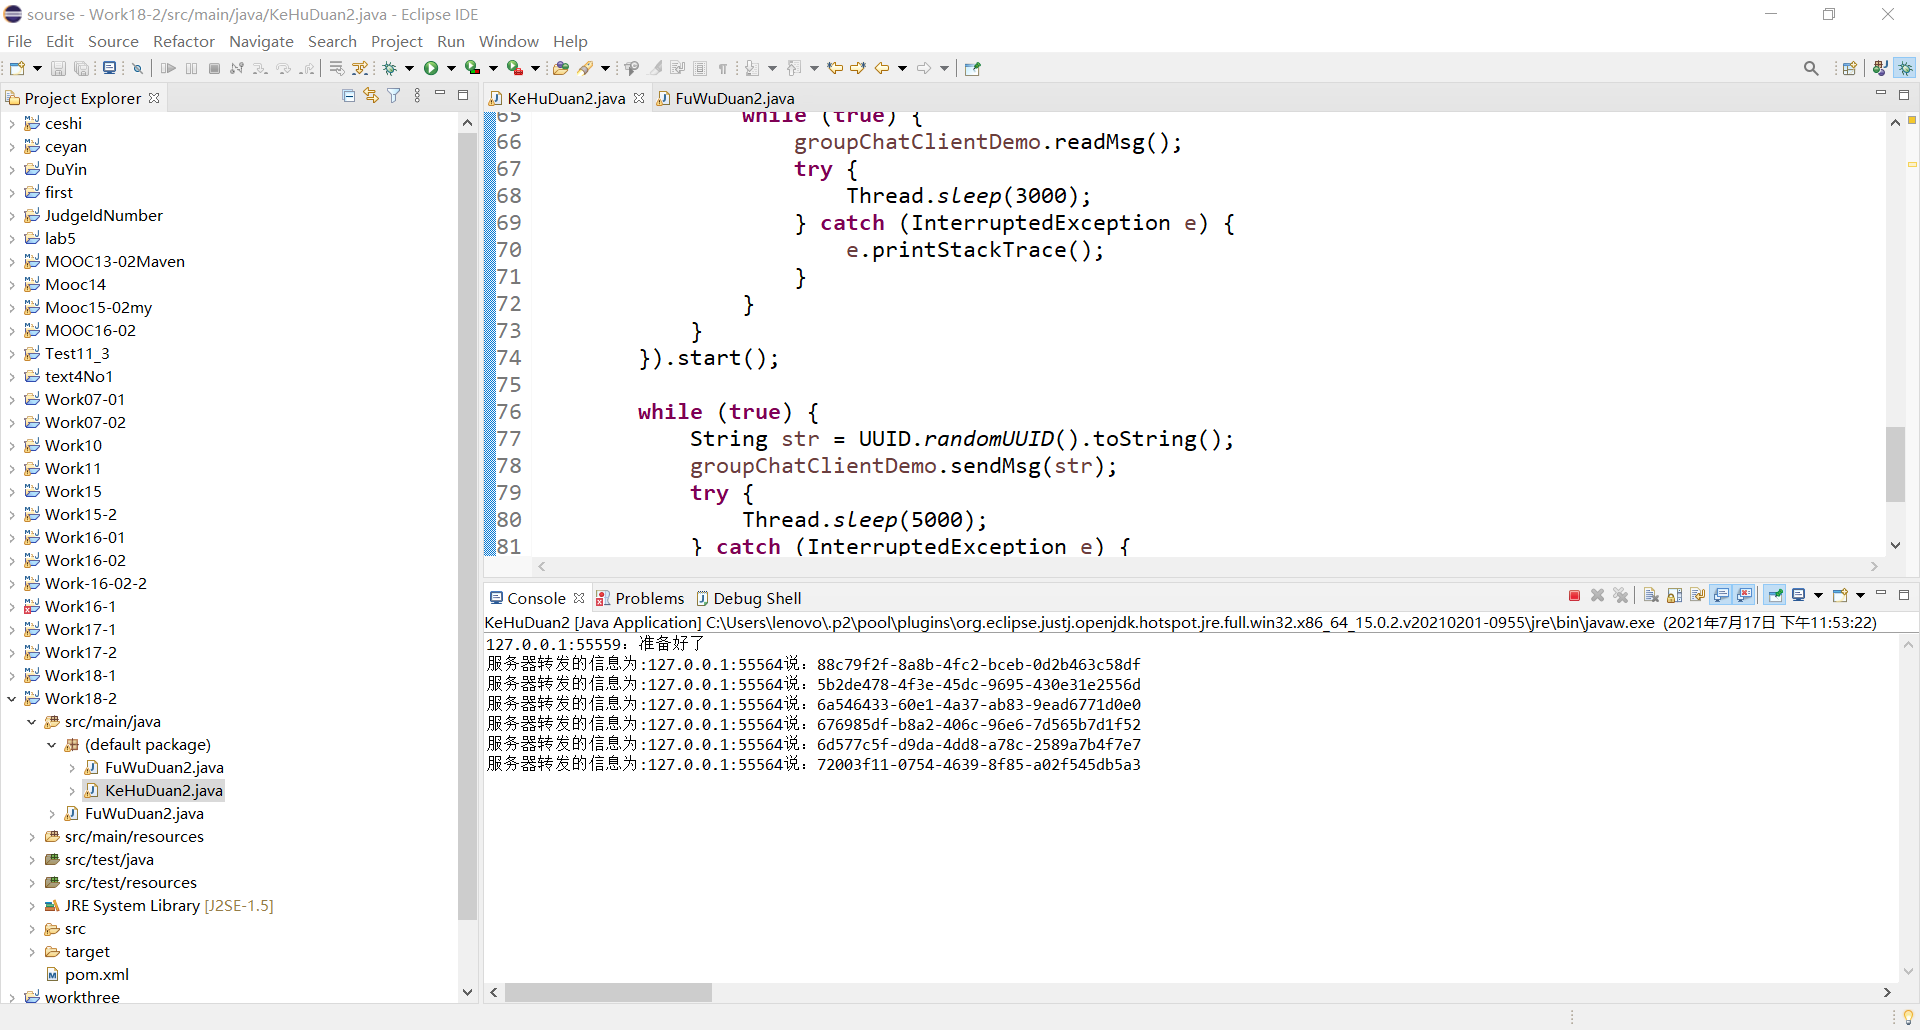 sourse - Work18-2/src/main/java/KeHuDuan2.java - Eclipse IDE
File Edit Source Refactor Navigate Search Project Run Window Help
Project Explorer
ceshi
ceyan
DuYin
first
JudgeIdNumber
lab5
MOOC13-02Maven
Mooc14
Mooc15-02my
MOOC16-02
Test11_3
text4No1
Work07-01
Work07-02
Work10
Work11
Work15
Work15-2
Work16-01
Work16-02
Work-16-02-2
Work16-1
Work17-1
Work17-2
Work18-1
Work18-2
src/main/java
(default package)
FuWuDuan2.java
KeHuDuan2.java
FuWuDuan2.java
src/main/resources
src/test/java
src/test/resources
JRE System Library [J2SE-1.5]
src
target
pom.xml
workthree
KeHuDuan2.java FuWuDuan2.java
65 while (true) {
66 groupChatClientDemo.readMsg();
67 try {
68 Thread.sleep(3000);
69 } catch (InterruptedException e) {
70 e.printStackTrace();
71 }
72 }
73 }
74 }).start();
75
76 while (true) {
77 String str = UUID.randomUUID().toString();
78 groupChatClientDemo.sendMsg(str);
79 try {
80 Thread.sleep(5000);
81 } catch (InterruptedException e) {
Console Problems Debug Shell
KeHuDuan2 [Java Application] C:\Users\lenovo\.p2\pool\plugins\org.eclipse.justj.openjdk.hotspot.jre.full.win32.x86_64_15.0.2.v20210201-0955\jre\bin\javaw.exe (2021年7月17日 下午11:53:22)
127.0.0.1:55559：准备好了
服务器转发的信息为:127.0.0.1:55564说：88c79f2f-8a8b-4fc2-bceb-0d2b463c58df
服务器转发的信息为:127.0.0.1:55564说：5b2de478-4f3e-45dc-9695-430e31e2556d
服务器转发的信息为:127.0.0.1:55564说：6a546433-60e1-4a37-ab83-9ead6771d0e0
服务器转发的信息为:127.0.0.1:55564说：676985df-b8a2-406c-96e6-7d565b7d1f52
服务器转发的信息为:127.0.0.1:55564说：6d577c5f-d9da-4dd8-a78c-2589a7b4f7e7
服务器转发的信息为:127.0.0.1:55564说：72003f11-0754-4639-8f85-a02f545db5a3